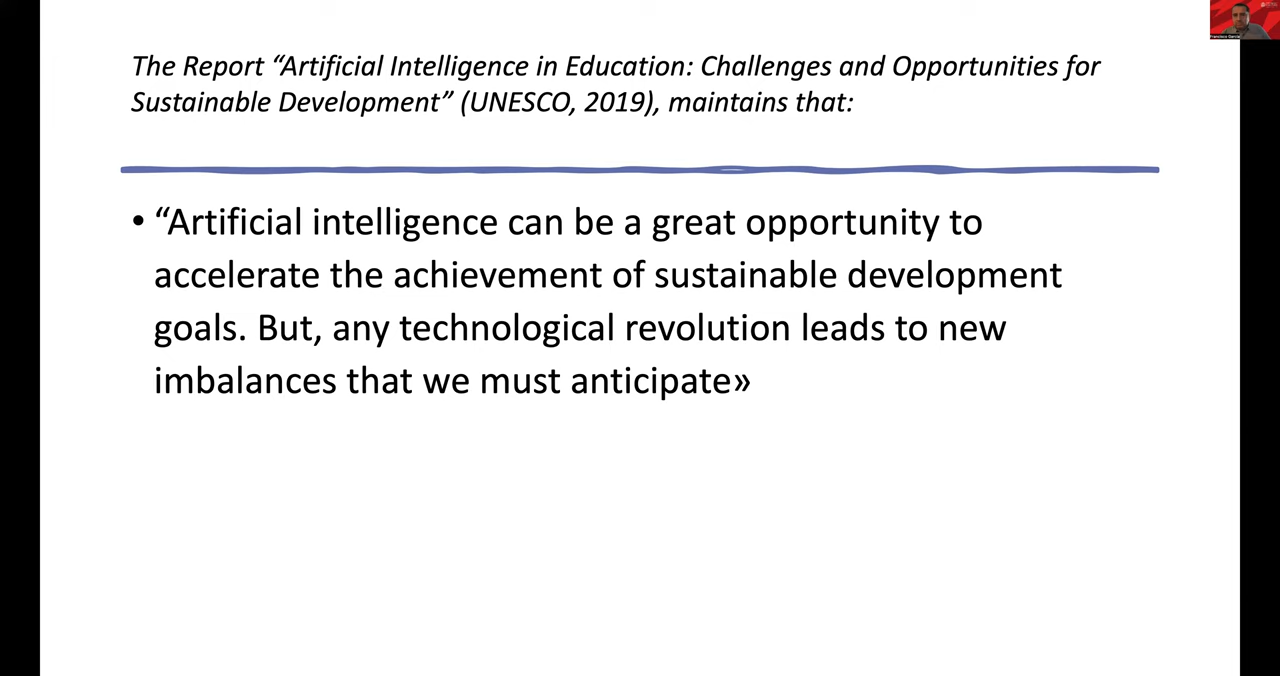 The Report “Artificial Intelligence in Education: Challenges and Opportunities for
Sustainable Development” (UNESCO, 2019), maintains that:
• “Artificial intelligence can be a great opportunity to
accelerate the achievement of sustainable development
goals. But, any technological revolution leads to new
imbalances that we must anticipate»
Francisco Garcia